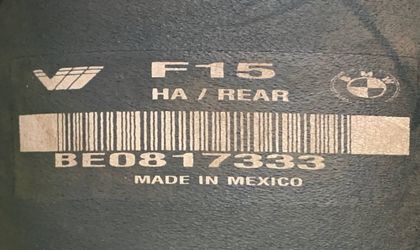 F15
BMW
HA / REAR
BE0817333
MADE IN MEXICO